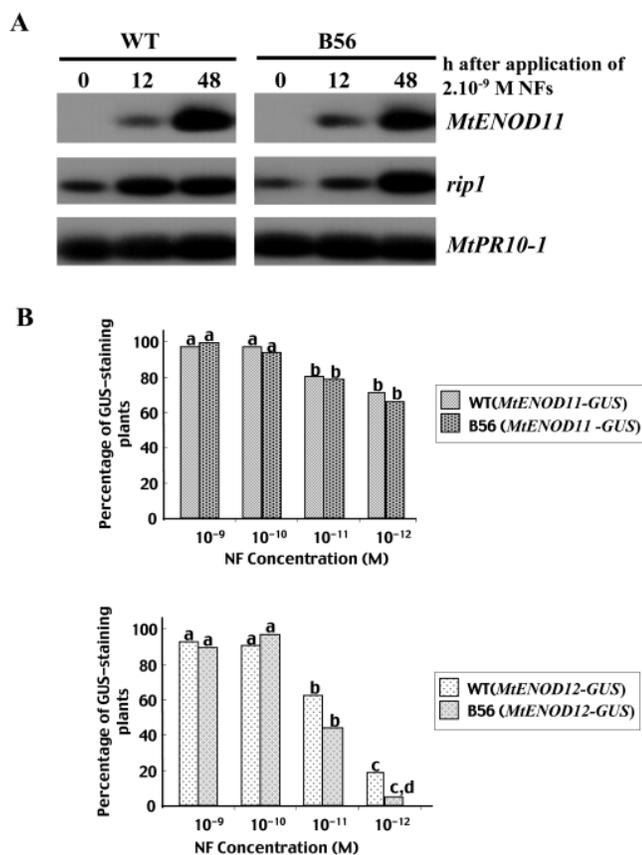 A
WT B56
0 12 48 0 12 48
h after application of
2.10⁻⁹ M NFs
MtENOD11
rip1
MtPR10-1
B
Percentage of GUS-staining
plants
100
80
60
40
20
0
a a a a b b b b
10⁻⁹ 10⁻¹⁰ 10⁻¹¹ 10⁻¹²
NF Concentration (M)
WT(MtENOD11-GUS)
B56 (MtENOD11 -GUS)
Percentage of GUS-staining
plants
100
80
60
40
20
0
a a a a b b c c,d
10⁻⁹ 10⁻¹⁰ 10⁻¹¹ 10⁻¹²
NF Concentration (M)
WT(MtENOD12-GUS)
B56 (MtENOD12-GUS)